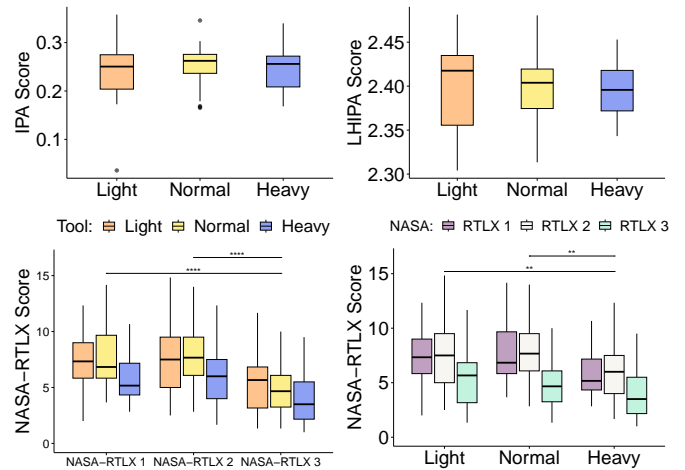 IPA Score
0.3
0.2
0.1
Light Normal Heavy
LHIPA Score
2.45
2.40
2.35
2.30
Light Normal Heavy
Tool: Light Normal Heavy
NASA−RTLX Score
15
10
5
0
****
****
NASA−RTLX 1 NASA−RTLX 2 NASA−RTLX 3
NASA: RTLX 1 RTLX 2 RTLX 3
NASA−RTLX Score
15
10
5
0
**
**
Light Normal Heavy